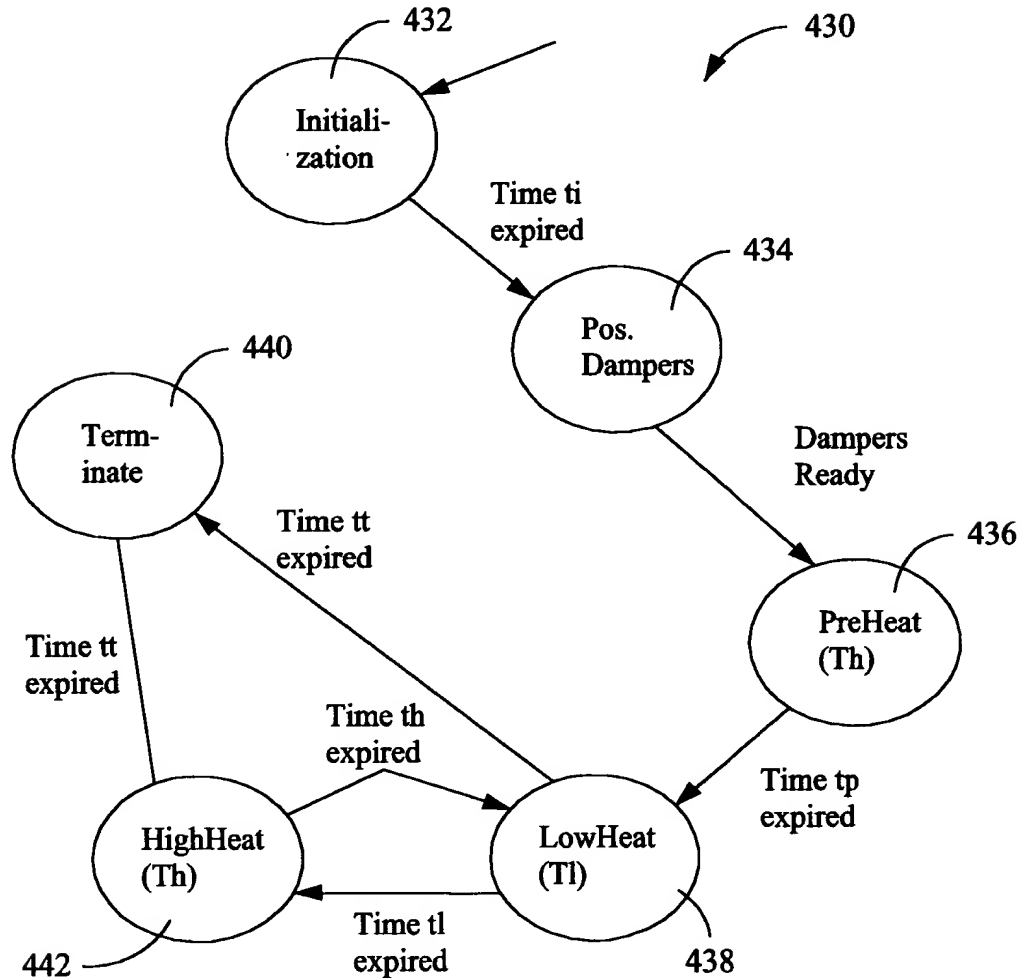 432
430
Initiali-
zation
Time ti
expired
434
Pos.
Dampers
440
Term-
inate
Dampers
Ready
Time tt
expired
436
PreHeat
(Th)
Time tt
expired
Time th
expired
Time tp
expired
HighHeat
(Th)
LowHeat
(Tl)
Time tl
expired
442
438